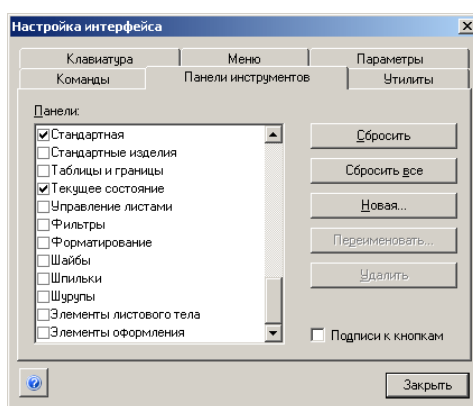 Настройка интерфейса
Клавиатура Меню Параметры
Команды Панели инструментов Утилиты
Панели:
Стандартная
Стандартные изделия
Таблицы и границы
Текущее состояние
Управление листами
Фильтры
Форматирование
Шайбы
Шпильки
Шурупы
Элементы листового тела
Элементы оформления
Сбросить
Сбросить все
Новая...
Переименовать...
Удалить
Подписи к кнопкам
Закрыть